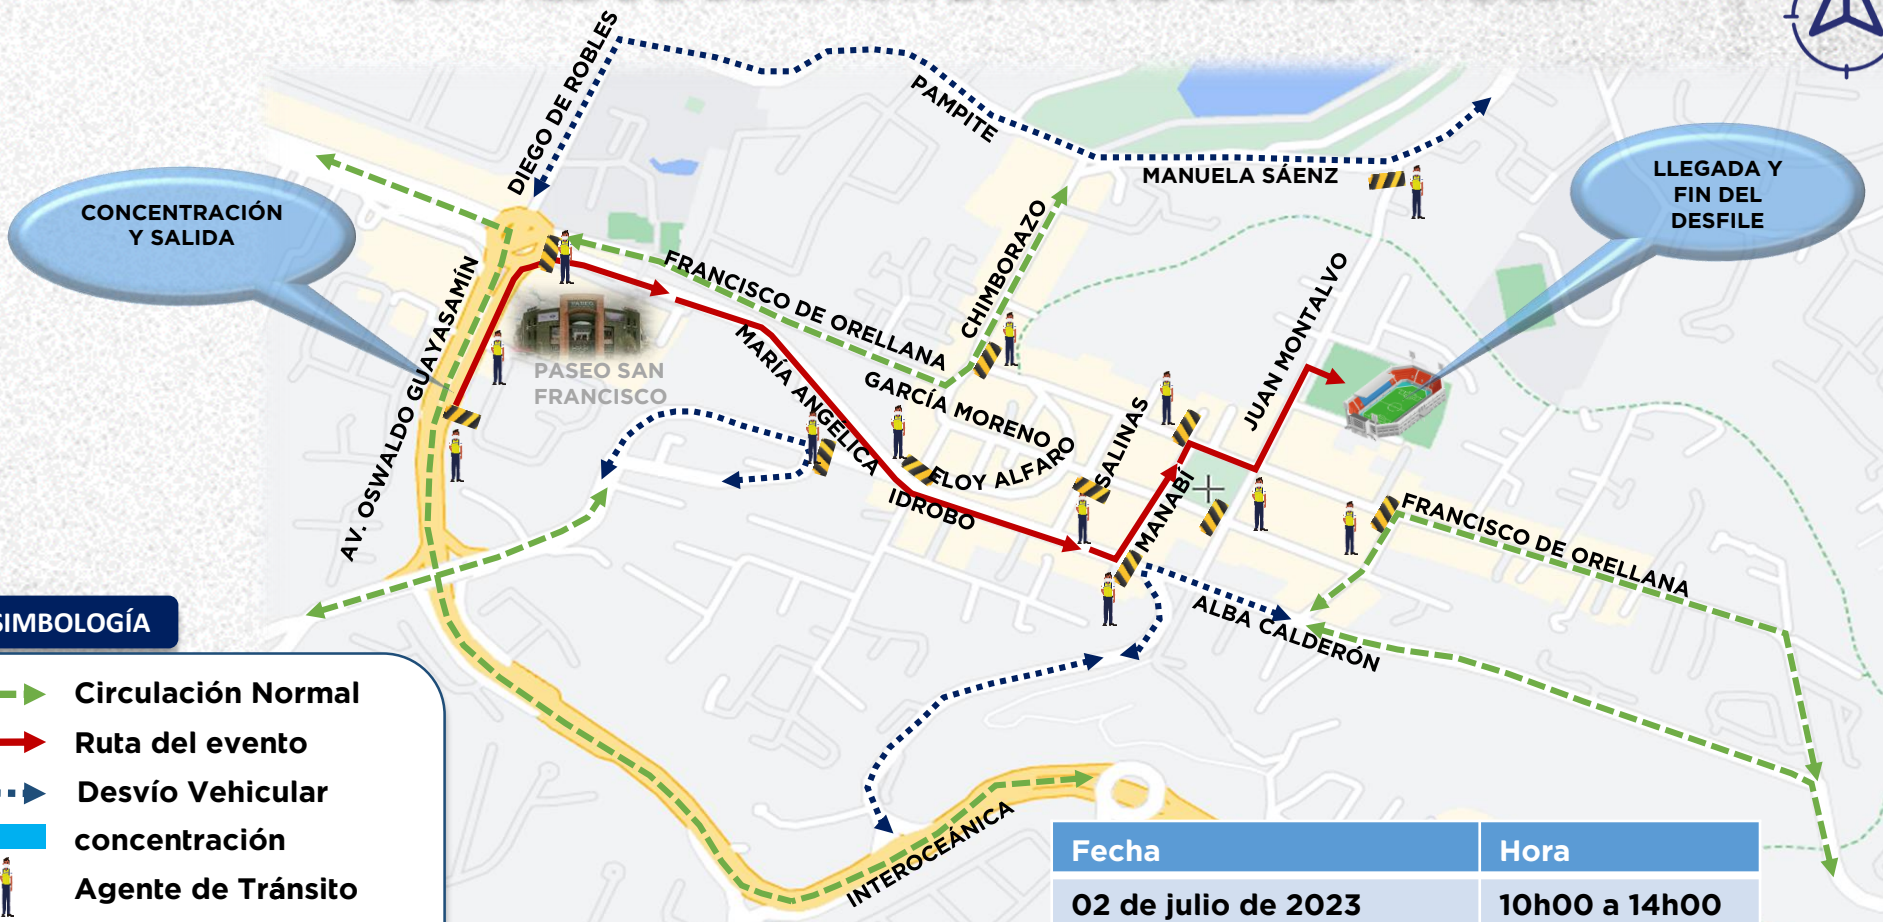 DIEGO DE ROBLES
PAMPITE
MANUELA SÁENZ
LLEGADA Y
FIN DEL
DESFILE
CONCENTRACIÓN
Y SALIDA
AV. OSWALDO GUAYASAMÍN
FRANCISCO DE ORELLANA
CHIMBORAZO
JUAN MONTALVO
PASEO SAN
FRANCISCO
MARÍA ANGÉLICA
IDROBO
GARCÍA MORENO
ELOY ALFARO
SALINAS
MANABÍ
FRANCISCO DE ORELLANA
ALBA CALDERÓN
INTEROCEÁNICA
SIMBOLOGÍA
Circulación Normal
Ruta del evento
Desvío Vehicular
concentración
Agente de Tránsito
Fecha Hora
02 de julio de 2023 10h00 a 14h00